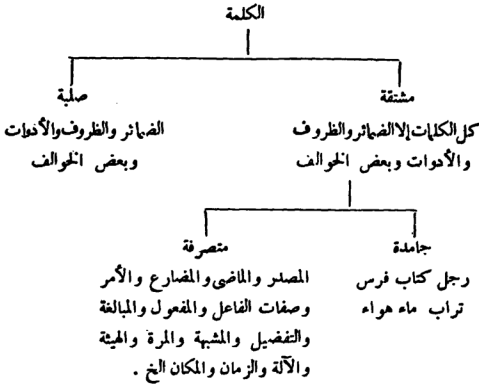 الكلمة
مشتقة
كل الكلمات إلا الضمائر والظروف
والأدوات وبعض الخوالف
صلبة
الضمائر والظروف والأدوات
وبعض الخوالف
جامدة
رجل كتاب فرس
تراب ماء هواء
متصرفة
المصدر والماضى والمضارع والأمر
وصفات الفاعل والمفعول والمبالغة
والتفضيل والمشبهة والمرة والهيئة
والآلة والزمان والمكان الخ .